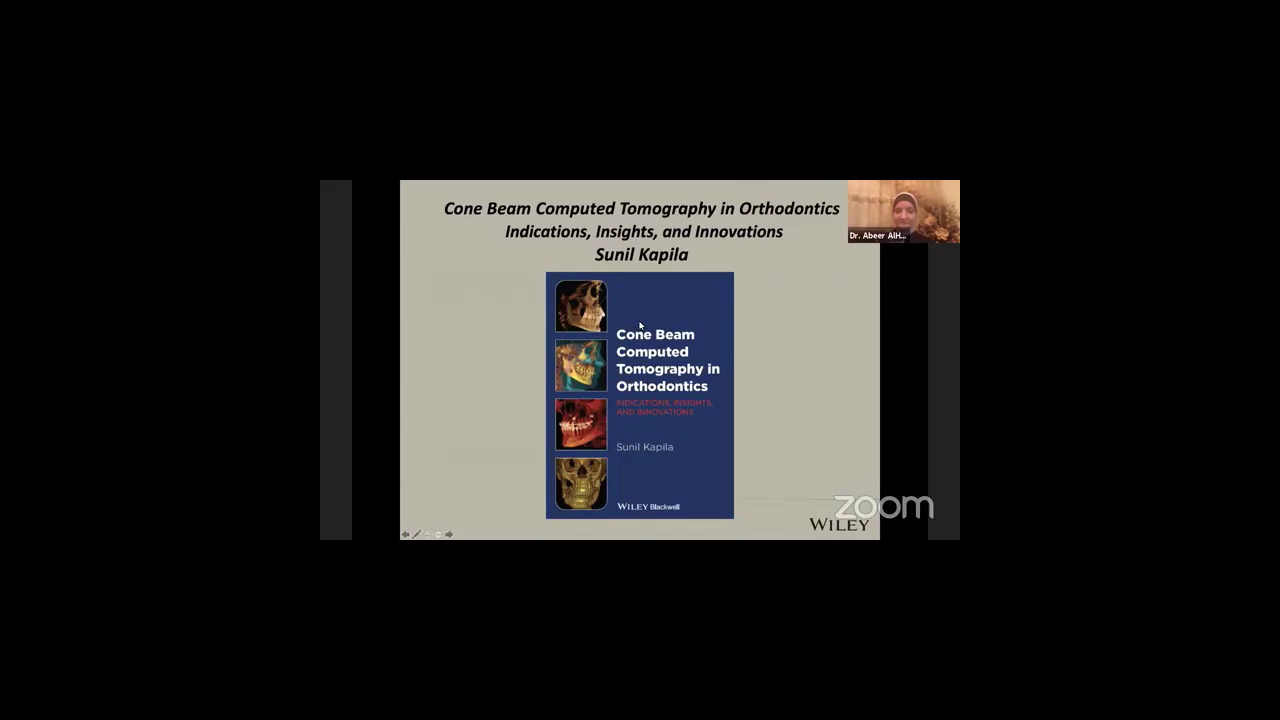 Cone Beam Computed Tomography in Orthodontics
Indications, Insights, and Innovations
Sunil Kapila
Dr. Abeer AlH...
Cone Beam
Computed
Tomography in
Orthodontics
INDICATIONS, INSIGHTS,
AND INNOVATIONS
Sunil Kapila
WILEY Blackwell
zoom
WILEY